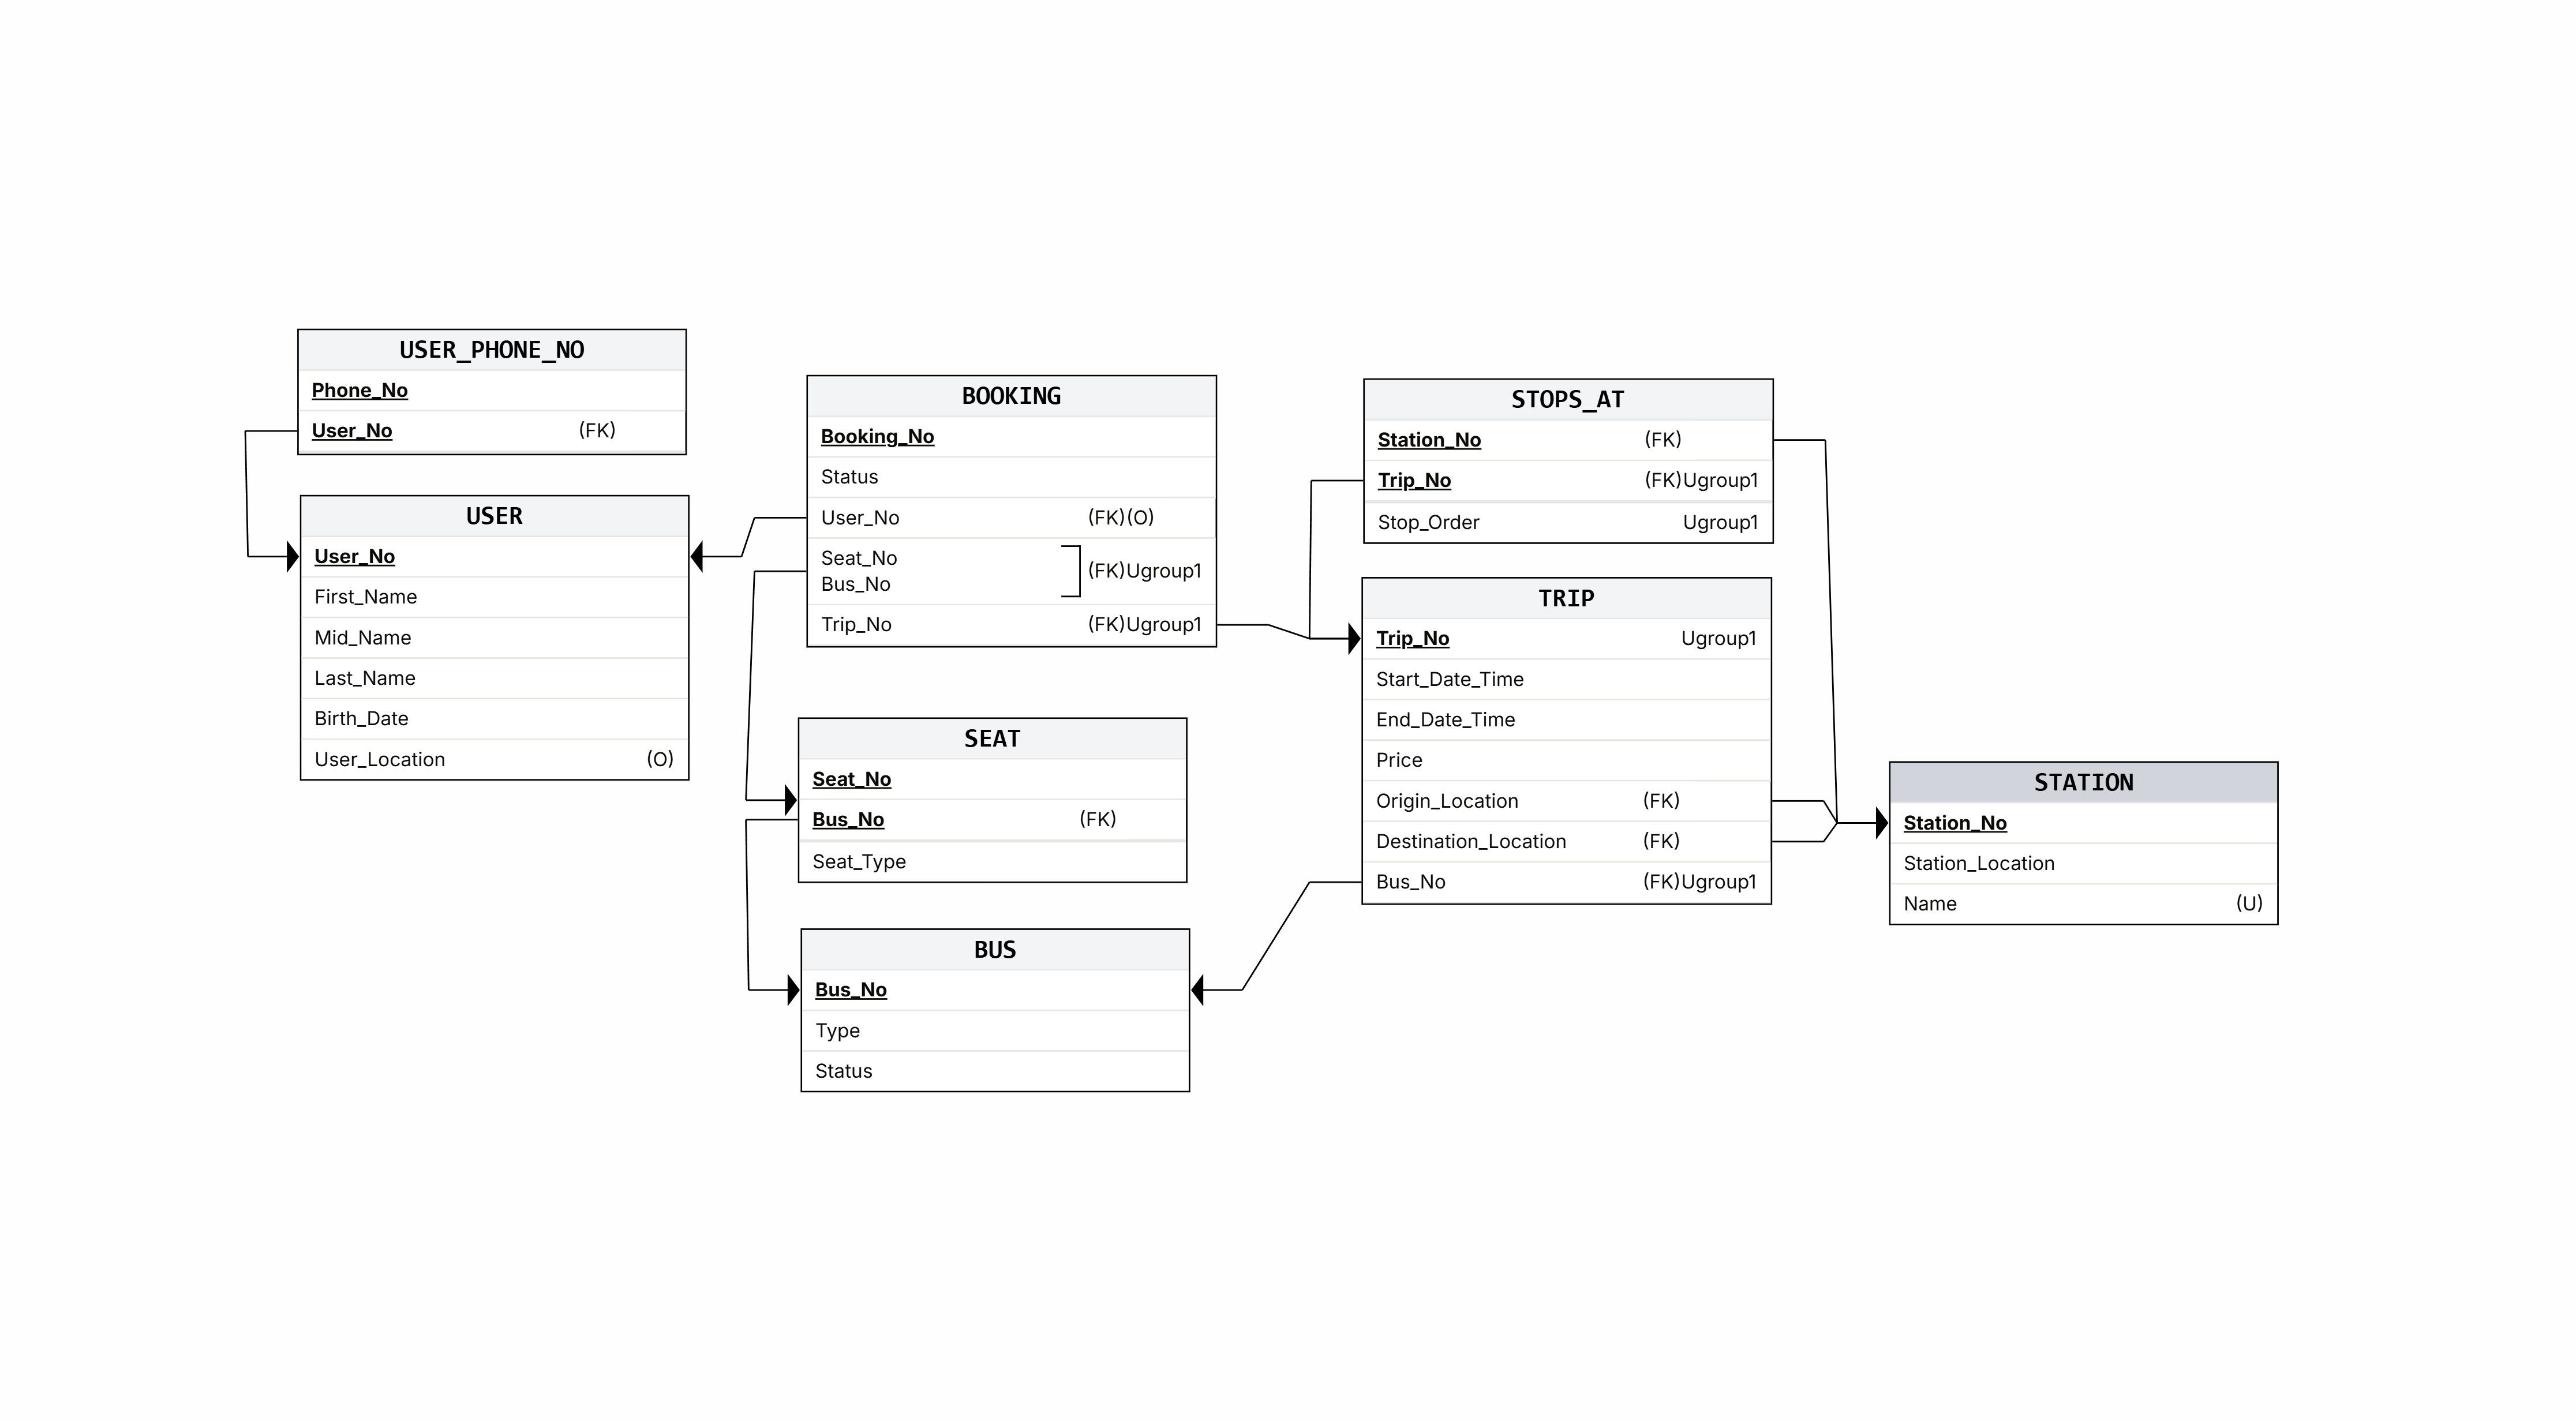 USER_PHONE_NO
Phone_No
User_No (FK)
USER
User_No
First_Name
Mid_Name
Last_Name
Birth_Date
User_Location (O)
BOOKING
Booking_No
Status
User_No (FK)(O)
Seat_No
Bus_No
(FK)Ugroup1
Trip_No (FK)Ugroup1
SEAT
Seat_No
Bus_No (FK)
Seat_Type
BUS
Bus_No
Type
Status
STOPS_AT
Station_No (FK)
Trip_No (FK)Ugroup1
Stop_Order Ugroup1
TRIP
Trip_No Ugroup1
Start_Date_Time
End_Date_Time
Price
Origin_Location (FK)
Destination_Location (FK)
Bus_No (FK)Ugroup1
STATION
Station_No
Station_Location
Name (U)